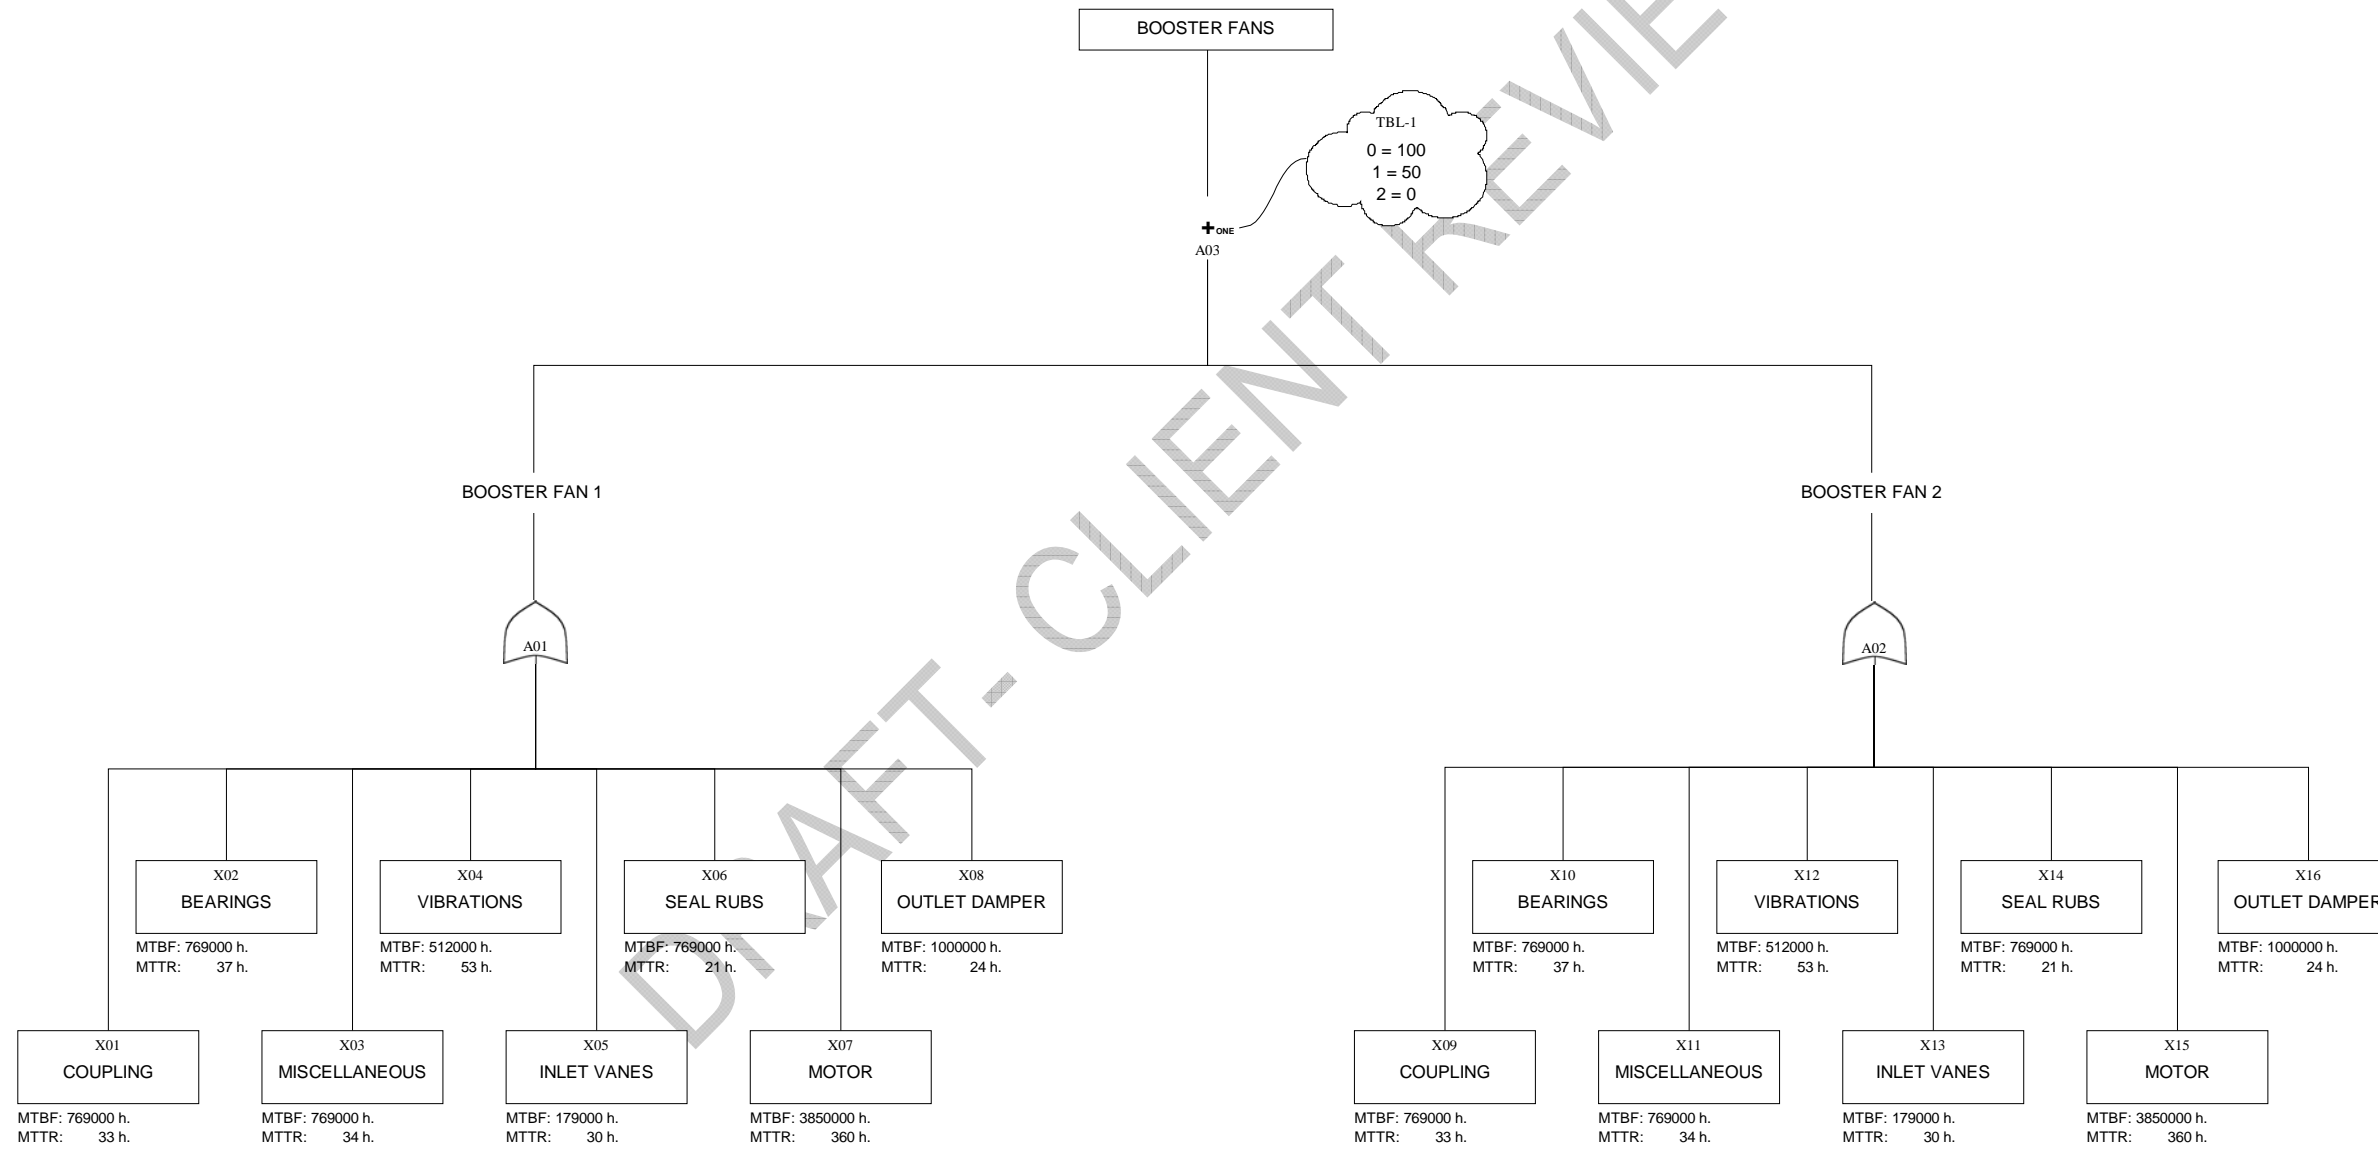 BOOSTER FANS
TBL-1
0 = 100
1 = 50
2 = 0
+ ONE
A03
BOOSTER FAN 1
BOOSTER FAN 2
A01
A02
X02
BEARINGS
MTBF: 769000 h.
MTTR: 37 h.
X04
VIBRATIONS
MTBF: 512000 h.
MTTR: 53 h.
X06
SEAL RUBS
MTBF: 769000 h.
MTTR: 21 h.
X08
OUTLET DAMPER
MTBF: 1000000 h.
MTTR: 24 h.
X10
BEARINGS
MTBF: 769000 h.
MTTR: 37 h.
X12
VIBRATIONS
MTBF: 512000 h.
MTTR: 53 h.
X14
SEAL RUBS
MTBF: 769000 h.
MTTR: 21 h.
X16
OUTLET DAMPER
MTBF: 1000000 h.
MTTR: 24 h.
X01
COUPLING
MTBF: 769000 h.
MTTR: 33 h.
X03
MISCELLANEOUS
MTBF: 769000 h.
MTTR: 34 h.
X05
INLET VANES
MTBF: 179000 h.
MTTR: 30 h.
X07
MOTOR
MTBF: 3850000 h.
MTTR: 360 h.
X09
COUPLING
MTBF: 769000 h.
MTTR: 33 h.
X11
MISCELLANEOUS
MTBF: 769000 h.
MTTR: 34 h.
X13
INLET VANES
MTBF: 179000 h.
MTTR: 30 h.
X15
MOTOR
MTBF: 3850000 h.
MTTR: 360 h.
DRAFT - CLIENT REVIE